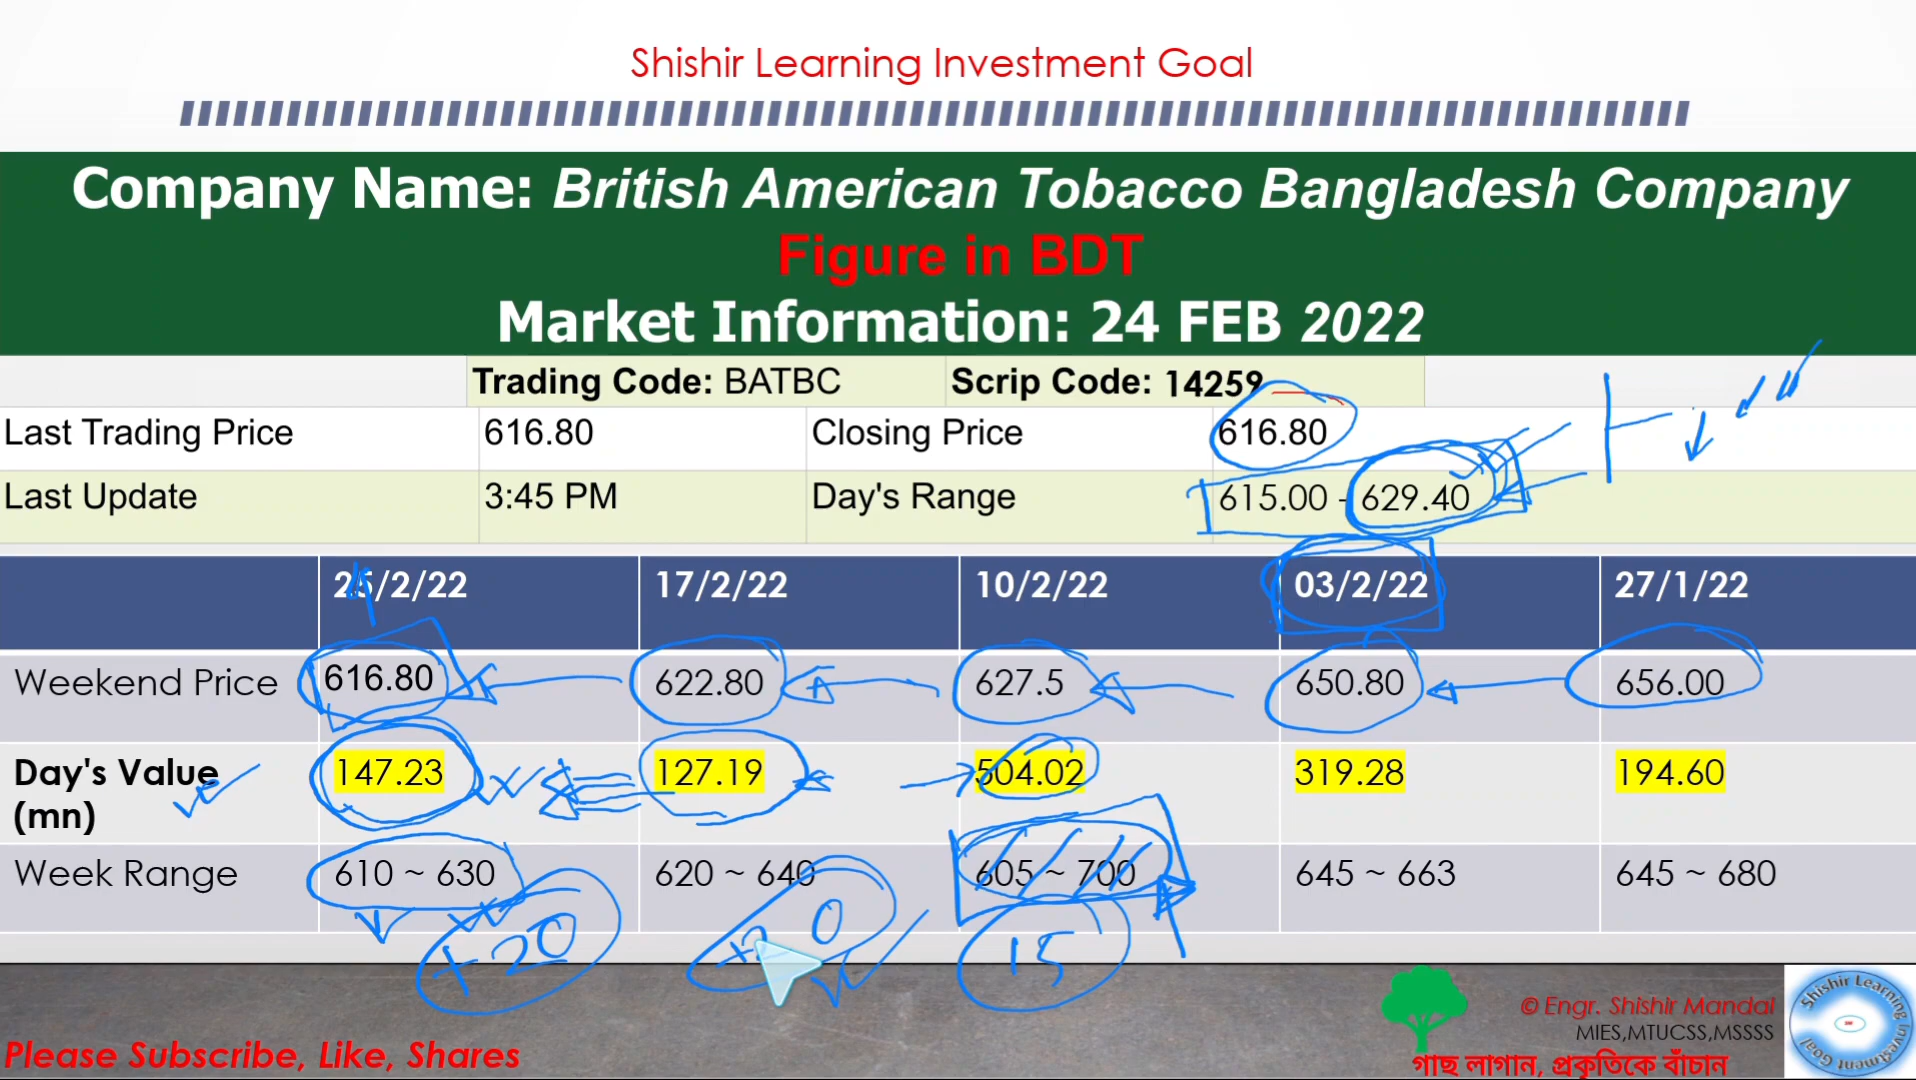 Shishir Learning Investment Goal
Company Name: British American Tobacco Bangladesh Company
Figure in BDT
Market Information: 24 FEB 2022
Trading Code: BATBC Scrip Code: 14259
Last Trading Price 616.80 Closing Price 616.80
Last Update 3:45 PM Day's Range 615.00 - 629.40
25/2/22 17/2/22 10/2/22 03/2/22 27/1/22
Weekend Price 616.80 622.80 627.5 650.80 656.00
Day's Value 147.23 127.19 504.02 319.28 194.60
(mn)
Week Range 610 ~ 630 620 ~ 640 605 ~ 700 645 ~ 663 645 ~ 680
+20 15
© Engr. Shishir Mandal
MIES,MTUCSS,MSSSS
গাছ লাগান, প্রকৃতিকে বাঁচান
Please Subscribe, Like, Shares
Shishir Learning Investment Goal